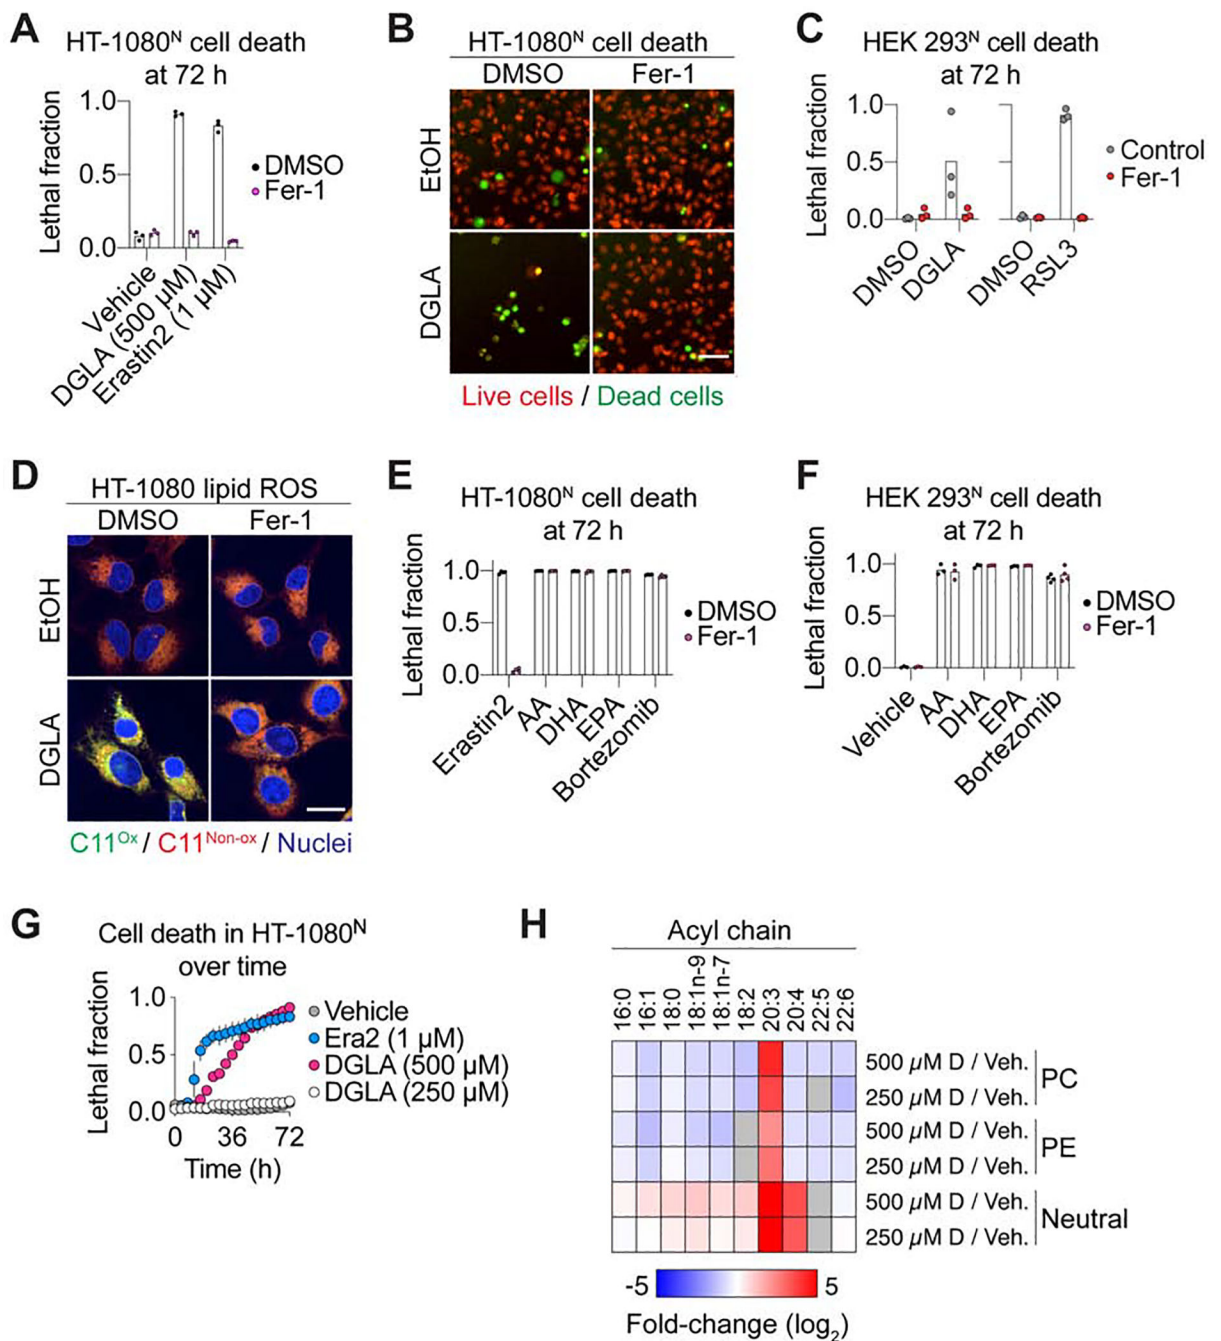 A
HT-1080ᴺ cell death
at 72 h
Lethal fraction
1.0
0.5
0.0
Vehicle
DGLA (500 µM)
Erastin2 (1 µM)
DMSO
Fer-1
B
HT-1080ᴺ cell death
DMSO Fer-1
EtOH
DGLA
Live cells / Dead cells
C
HEK 293ᴺ cell death
at 72 h
Lethal fraction
1.0
0.5
0.0
DMSO
DGLA
DMSO
RSL3
Control
Fer-1
D
HT-1080 lipid ROS
DMSO Fer-1
EtOH
DGLA
C11ᴼˣ / C11ᴺᵒⁿ⁻ᵒˣ / Nuclei
E
HT-1080ᴺ cell death
at 72 h
Lethal fraction
1.0
0.5
0.0
Erastin2
AA
DHA
EPA
Bortezomib
DMSO
Fer-1
F
HEK 293ᴺ cell death
at 72 h
Lethal fraction
1.0
0.5
0.0
Vehicle
AA
DHA
EPA
Bortezomib
DMSO
Fer-1
G
Cell death in HT-1080ᴺ
over time
Lethal fraction
1.0
0.5
0.0
0 36 72
Time (h)
Vehicle
Era2 (1 µM)
DGLA (500 µM)
DGLA (250 µM)
H
Acyl chain
16:0
16:1
18:0
18:1n-9
18:1n-7
18:2
20:3
20:4
22:5
22:6
500 µM D / Veh.
250 µM D / Veh.
PC
500 µM D / Veh.
250 µM D / Veh.
PE
500 µM D / Veh.
250 µM D / Veh.
Neutral
-5 5
Fold-change (log₂)